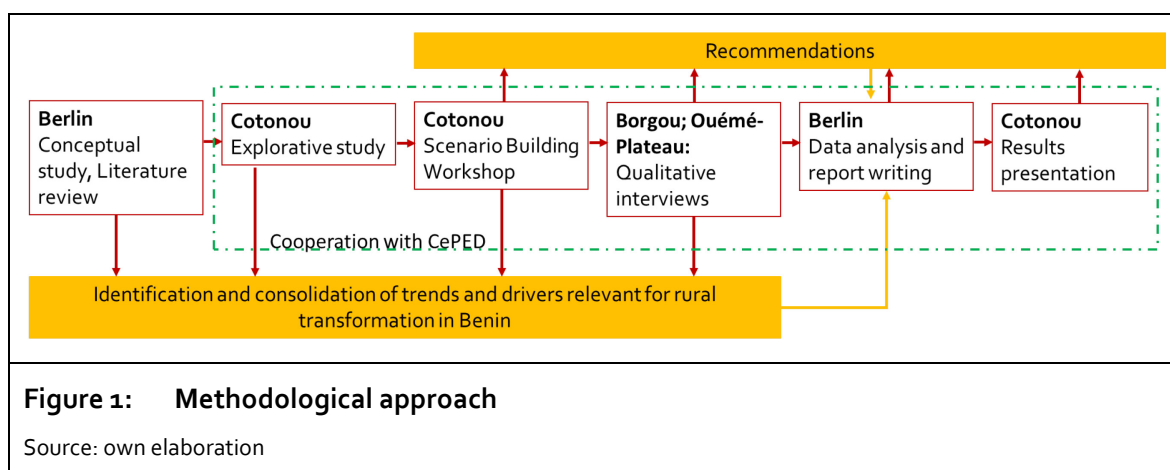 Recommendations
Berlin
Conceptual
study, Literature
review
Cotonou
Explorative study
Cotonou
Scenario Building
Workshop
Borgou; Ouémé-
Plateau:
Qualitative
interviews
Berlin
Data analysis and
report writing
Cotonou
Results
presentation
Cooperation with CePED
Identification and consolidation of trends and drivers relevant for rural
transformation in Benin
Figure 1: Methodological approach
Source: own elaboration